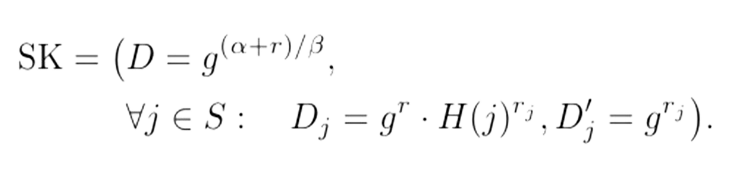 SK = (D = g^{(α+r)/β},
∀j ∈ S :   D_j = g^r · H(j)^{r_j}, D'_j = g^{r_j}).